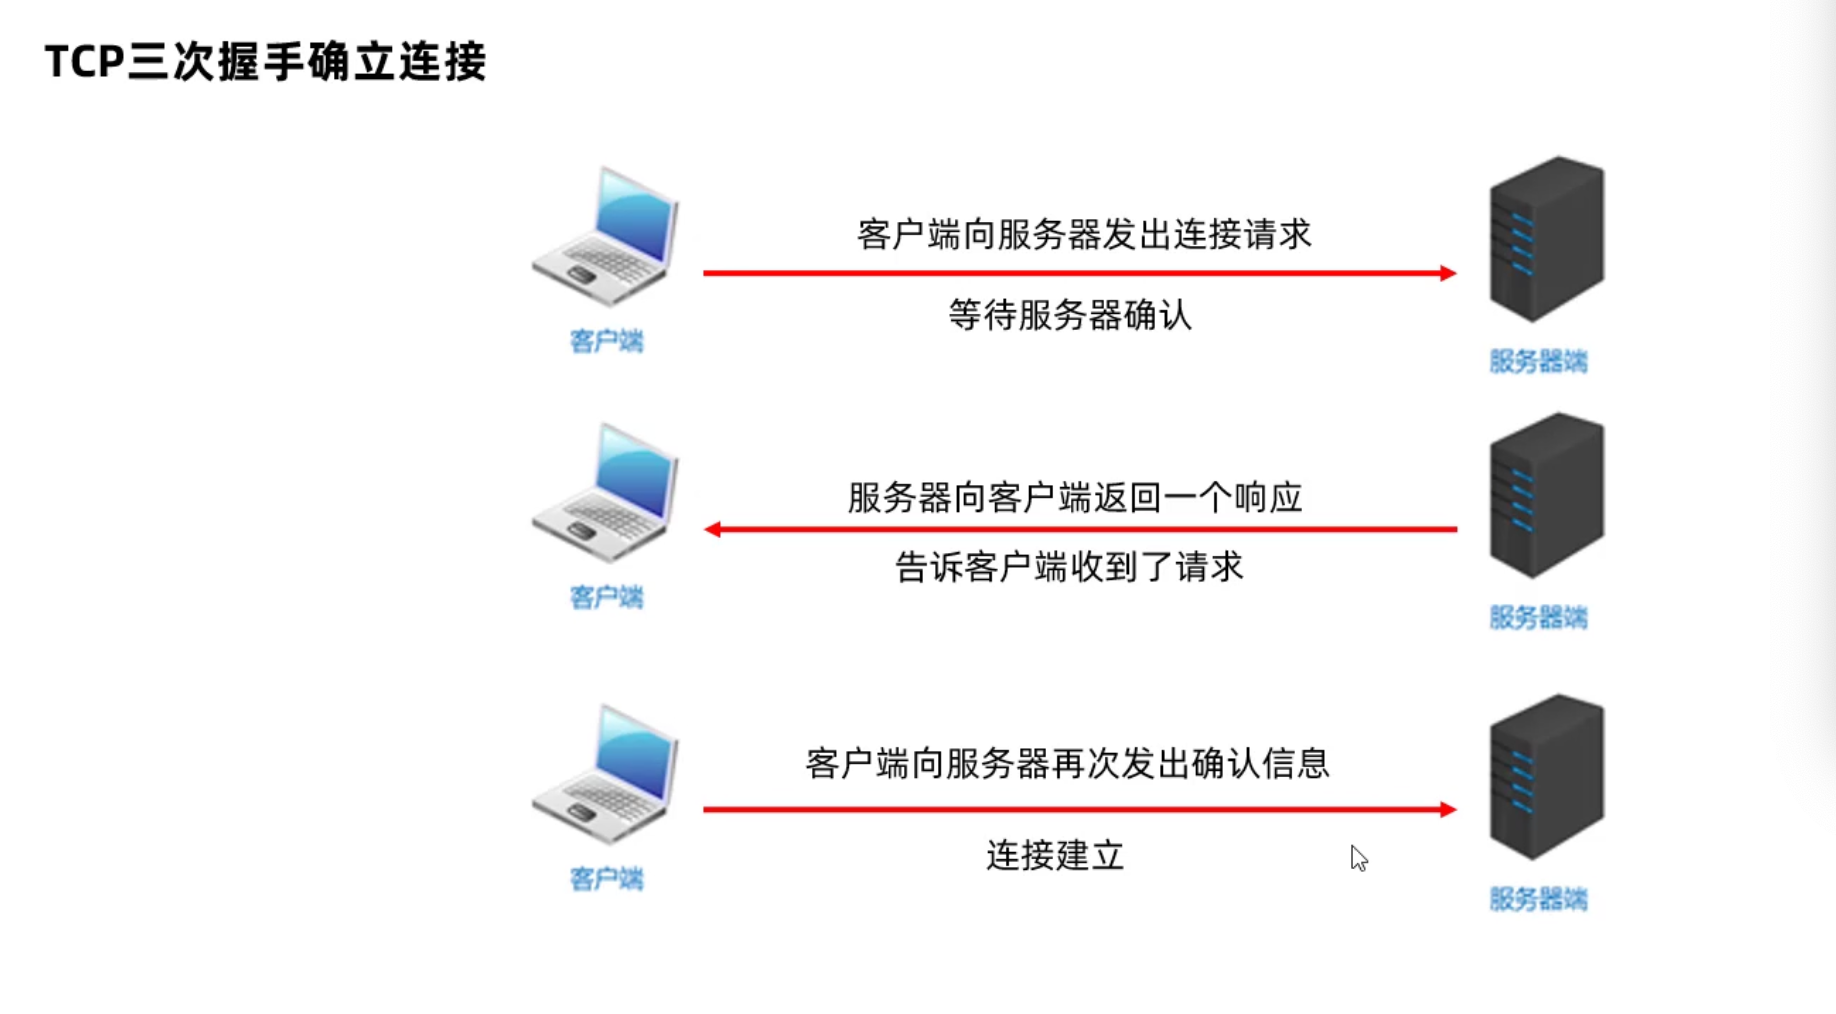 TCP三次握手确立连接
客户端向服务器发出连接请求
等待服务器确认
客户端
服务器端
服务器向客户端返回一个响应
告诉客户端收到了请求
客户端
服务器端
客户端向服务器再次发出确认信息
连接建立
客户端
服务器端